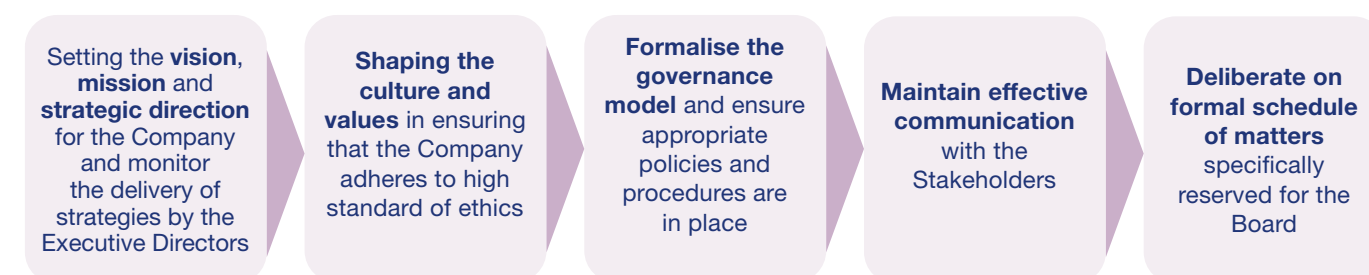 Setting the vision,
mission and
strategic direction
for the Company
and monitor
the delivery of
strategies by the
Executive Directors
Shaping the
culture and
values in ensuring
that the Company
adheres to high
standard of ethics
Formalise the
governance
model and ensure
appropriate
policies and
procedures are
in place
Maintain effective
communication
with the
Stakeholders
Deliberate on
formal schedule
of matters
specifically
reserved for the
Board